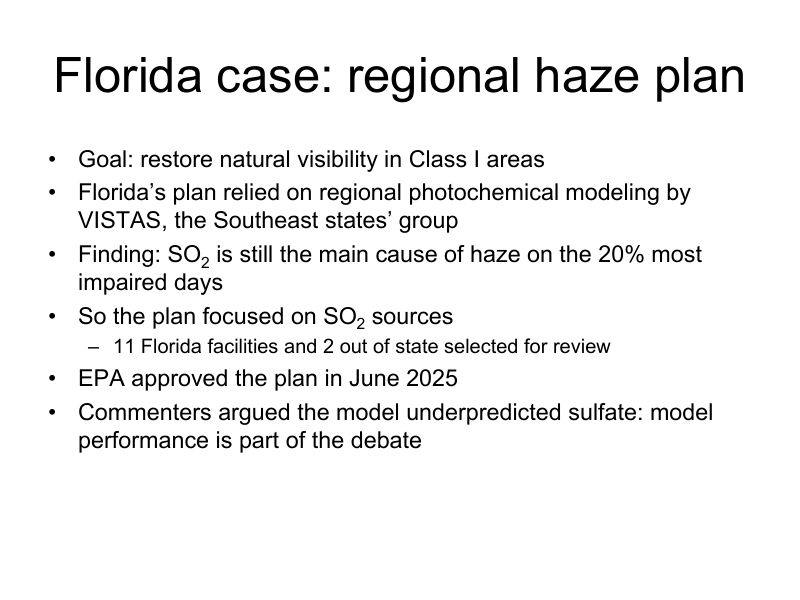 Florida case: regional haze plan
• Goal: restore natural visibility in Class I areas
• Florida’s plan relied on regional photochemical modeling by
VISTAS, the Southeast states’ group
• Finding: SO₂ is still the main cause of haze on the 20% most
impaired days
• So the plan focused on SO₂ sources
– 11 Florida facilities and 2 out of state selected for review
• EPA approved the plan in June 2025
• Commenters argued the model underpredicted sulfate: model
performance is part of the debate